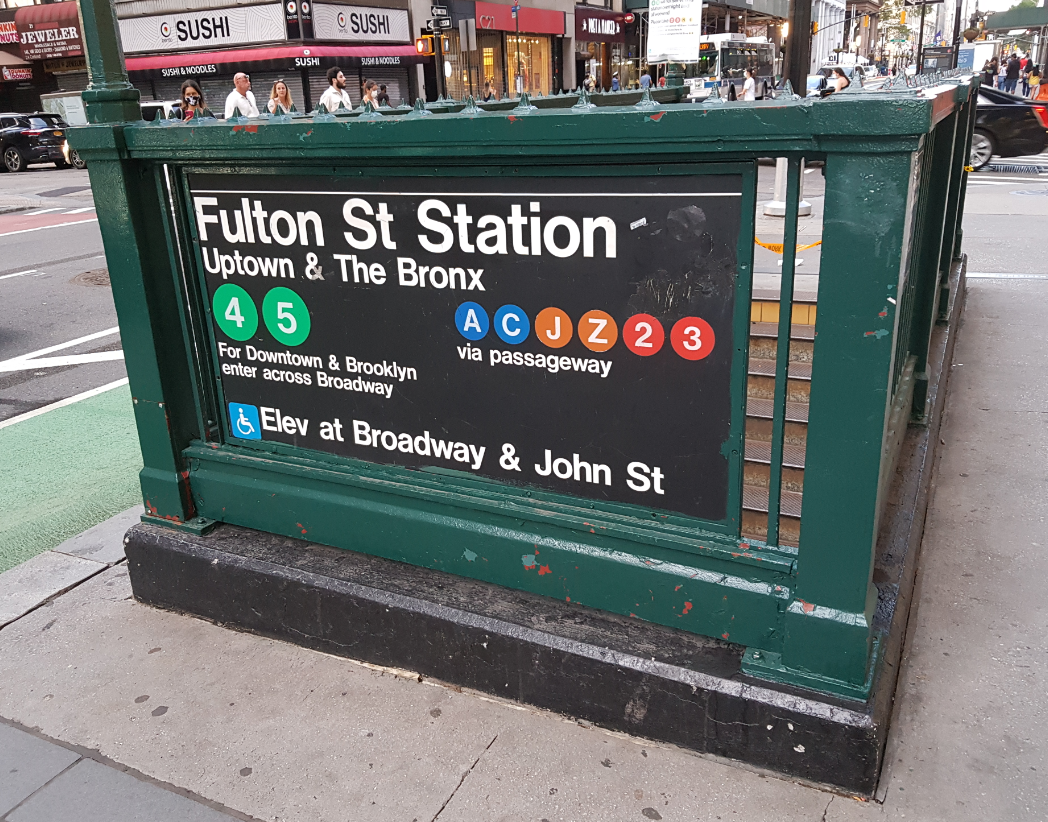 SUSHI
SUSHI
JEWELER
SUSHI & NOODLES
SUSHI
SUSHI & NOODLES
Fulton St Station
Uptown & The Bronx
4 5
A C J Z 2 3
via passageway
For Downtown & Brooklyn
enter across Broadway
Elev at Broadway & John St